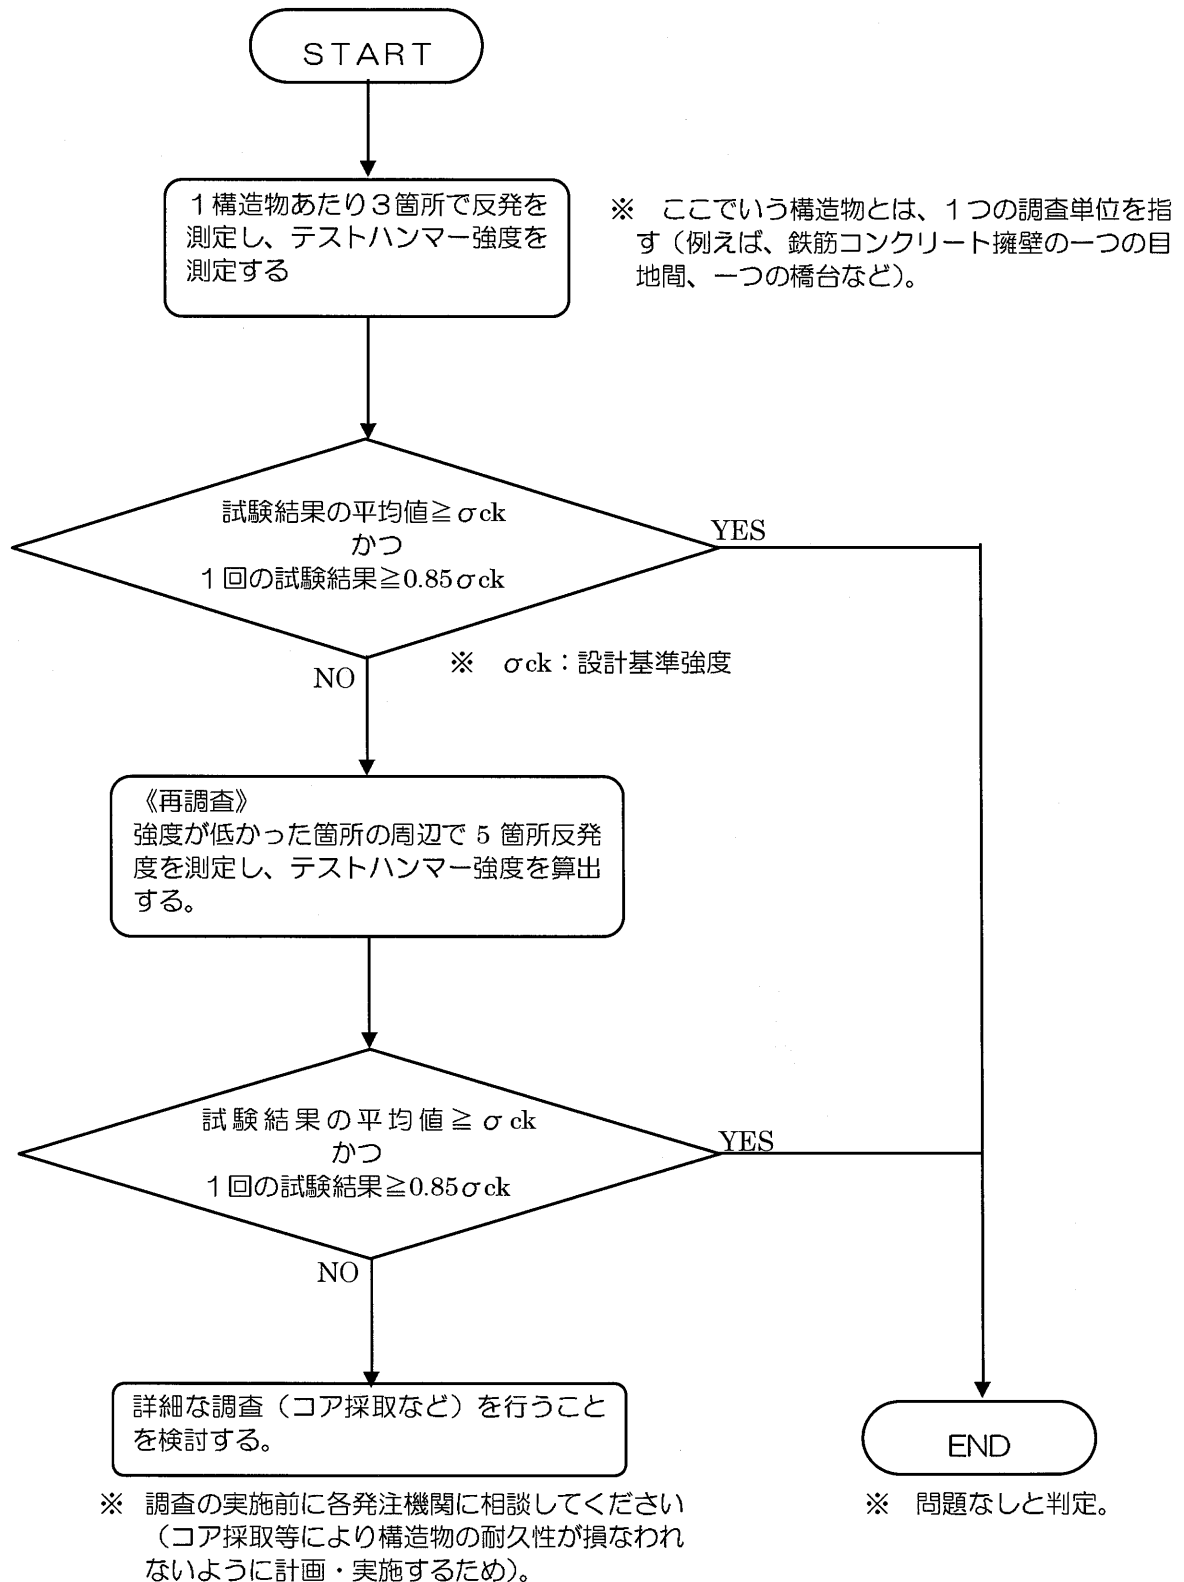 START
1構造物あたり3箇所で反発を
測定し、テストハンマー強度を
測定する
※ ここでいう構造物とは、1つの調査単位を指
す(例えば、鉄筋コンクリート擁壁の一つの目
地間、一つの橋台など)。
試験結果の平均値≧σck
かつ
1回の試験結果≧0.85σck
YES
NO
※ σck:設計基準強度
《再調査》
強度が低かった箇所の周辺で 5 箇所反発
度を測定し、テストハンマー強度を算出
する。
試験結果の平均値≧σck
かつ
1回の試験結果≧0.85σck
YES
NO
詳細な調査(コア採取など)を行うこと
を検討する。
END
※ 調査の実施前に各発注機関に相談してください
(コア採取等により構造物の耐久性が損なわれ
ないように計画・実施するため)。
※ 問題なしと判定。